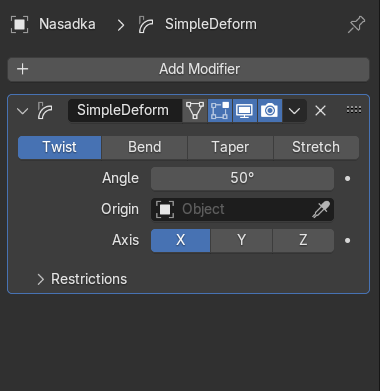 Nasadka > SimpleDeform
+ Add Modifier
SimpleDeform
Twist Bend Taper Stretch
Angle 50°
Origin Object
Axis X Y Z
Restrictions